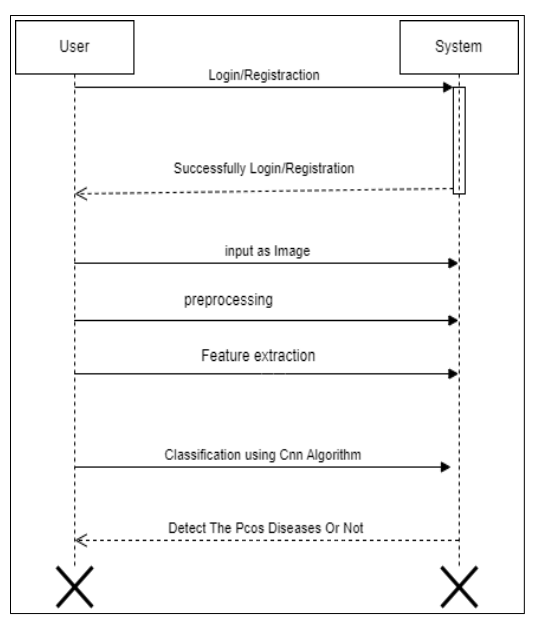 User
System
Login/Registraction
Successfully Login/Registration
input as Image
preprocessing
Feature extraction
Classification using Cnn Algorithm
Detect The Pcos Diseases Or Not